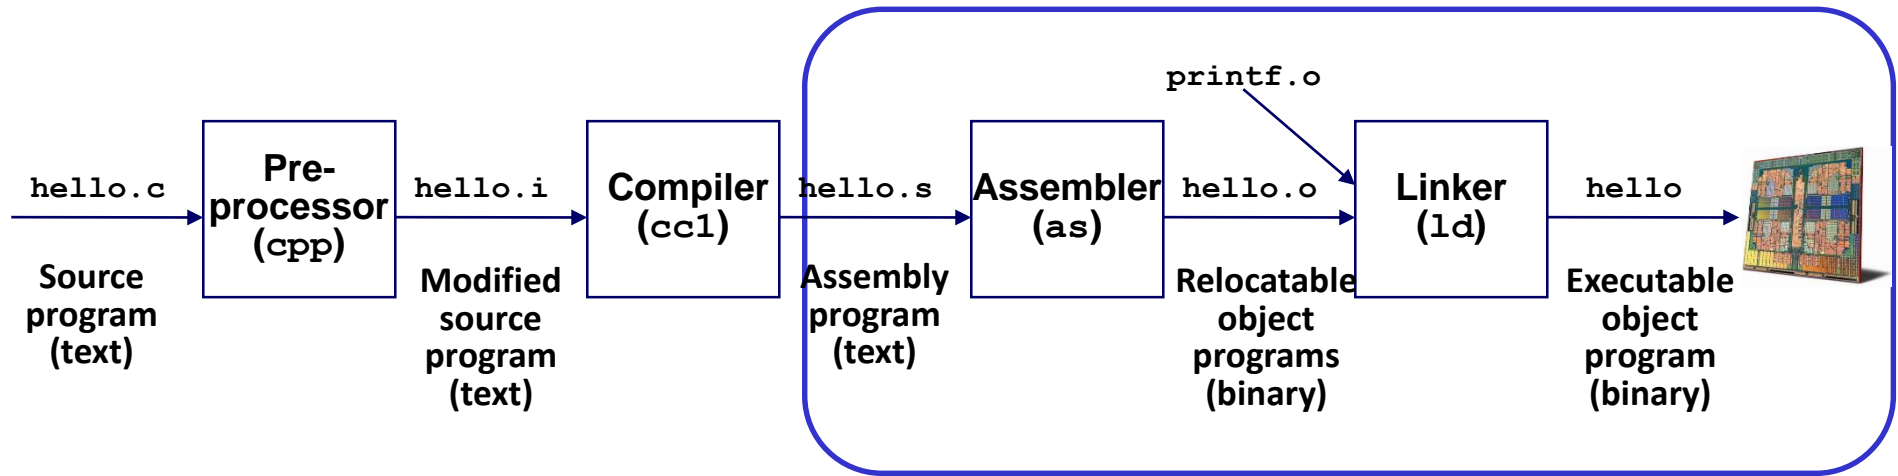 printf.o
hello.c
Pre-
processor
(cpp)
hello.i
Compiler
(cc1)
hello.s
Assembler
(as)
hello.o
Linker
(ld)
hello
Source
program
(text)
Modified
source
program
(text)
Assembly
program
(text)
Relocatable
object
programs
(binary)
Executable
object
program
(binary)